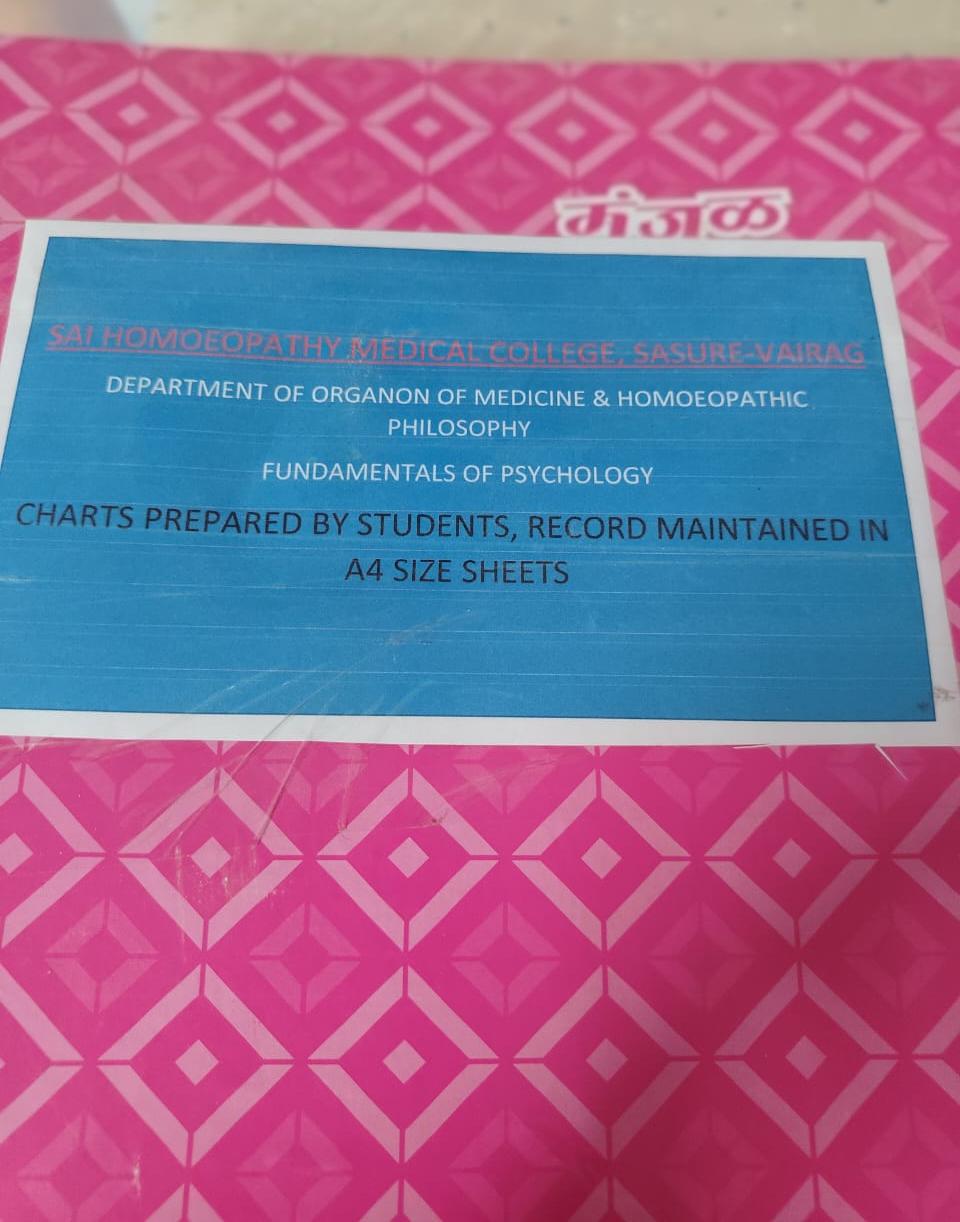 मंगल
SAI HOMOEOPATHY MEDICAL COLLEGE, SASURE-VAIRAG
DEPARTMENT OF ORGANON OF MEDICINE & HOMOEOPATHIC
PHILOSOPHY
FUNDAMENTALS OF PSYCHOLOGY
CHARTS PREPARED BY STUDENTS, RECORD MAINTAINED IN
A4 SIZE SHEETS